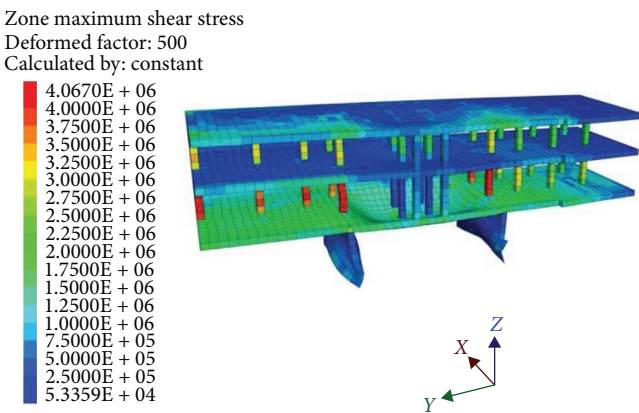 Zone maximum shear stress
Deformed factor: 500
Calculated by: constant
4.0670E + 06
4.0000E + 06
3.7500E + 06
3.5000E + 06
3.2500E + 06
3.0000E + 06
2.7500E + 06
2.5000E + 06
2.2500E + 06
2.0000E + 06
1.7500E + 06
1.5000E + 06
1.2500E + 06
1.0000E + 06
7.5000E + 05
5.0000E + 05
2.5000E + 05
5.3359E + 04
Z
X
Y